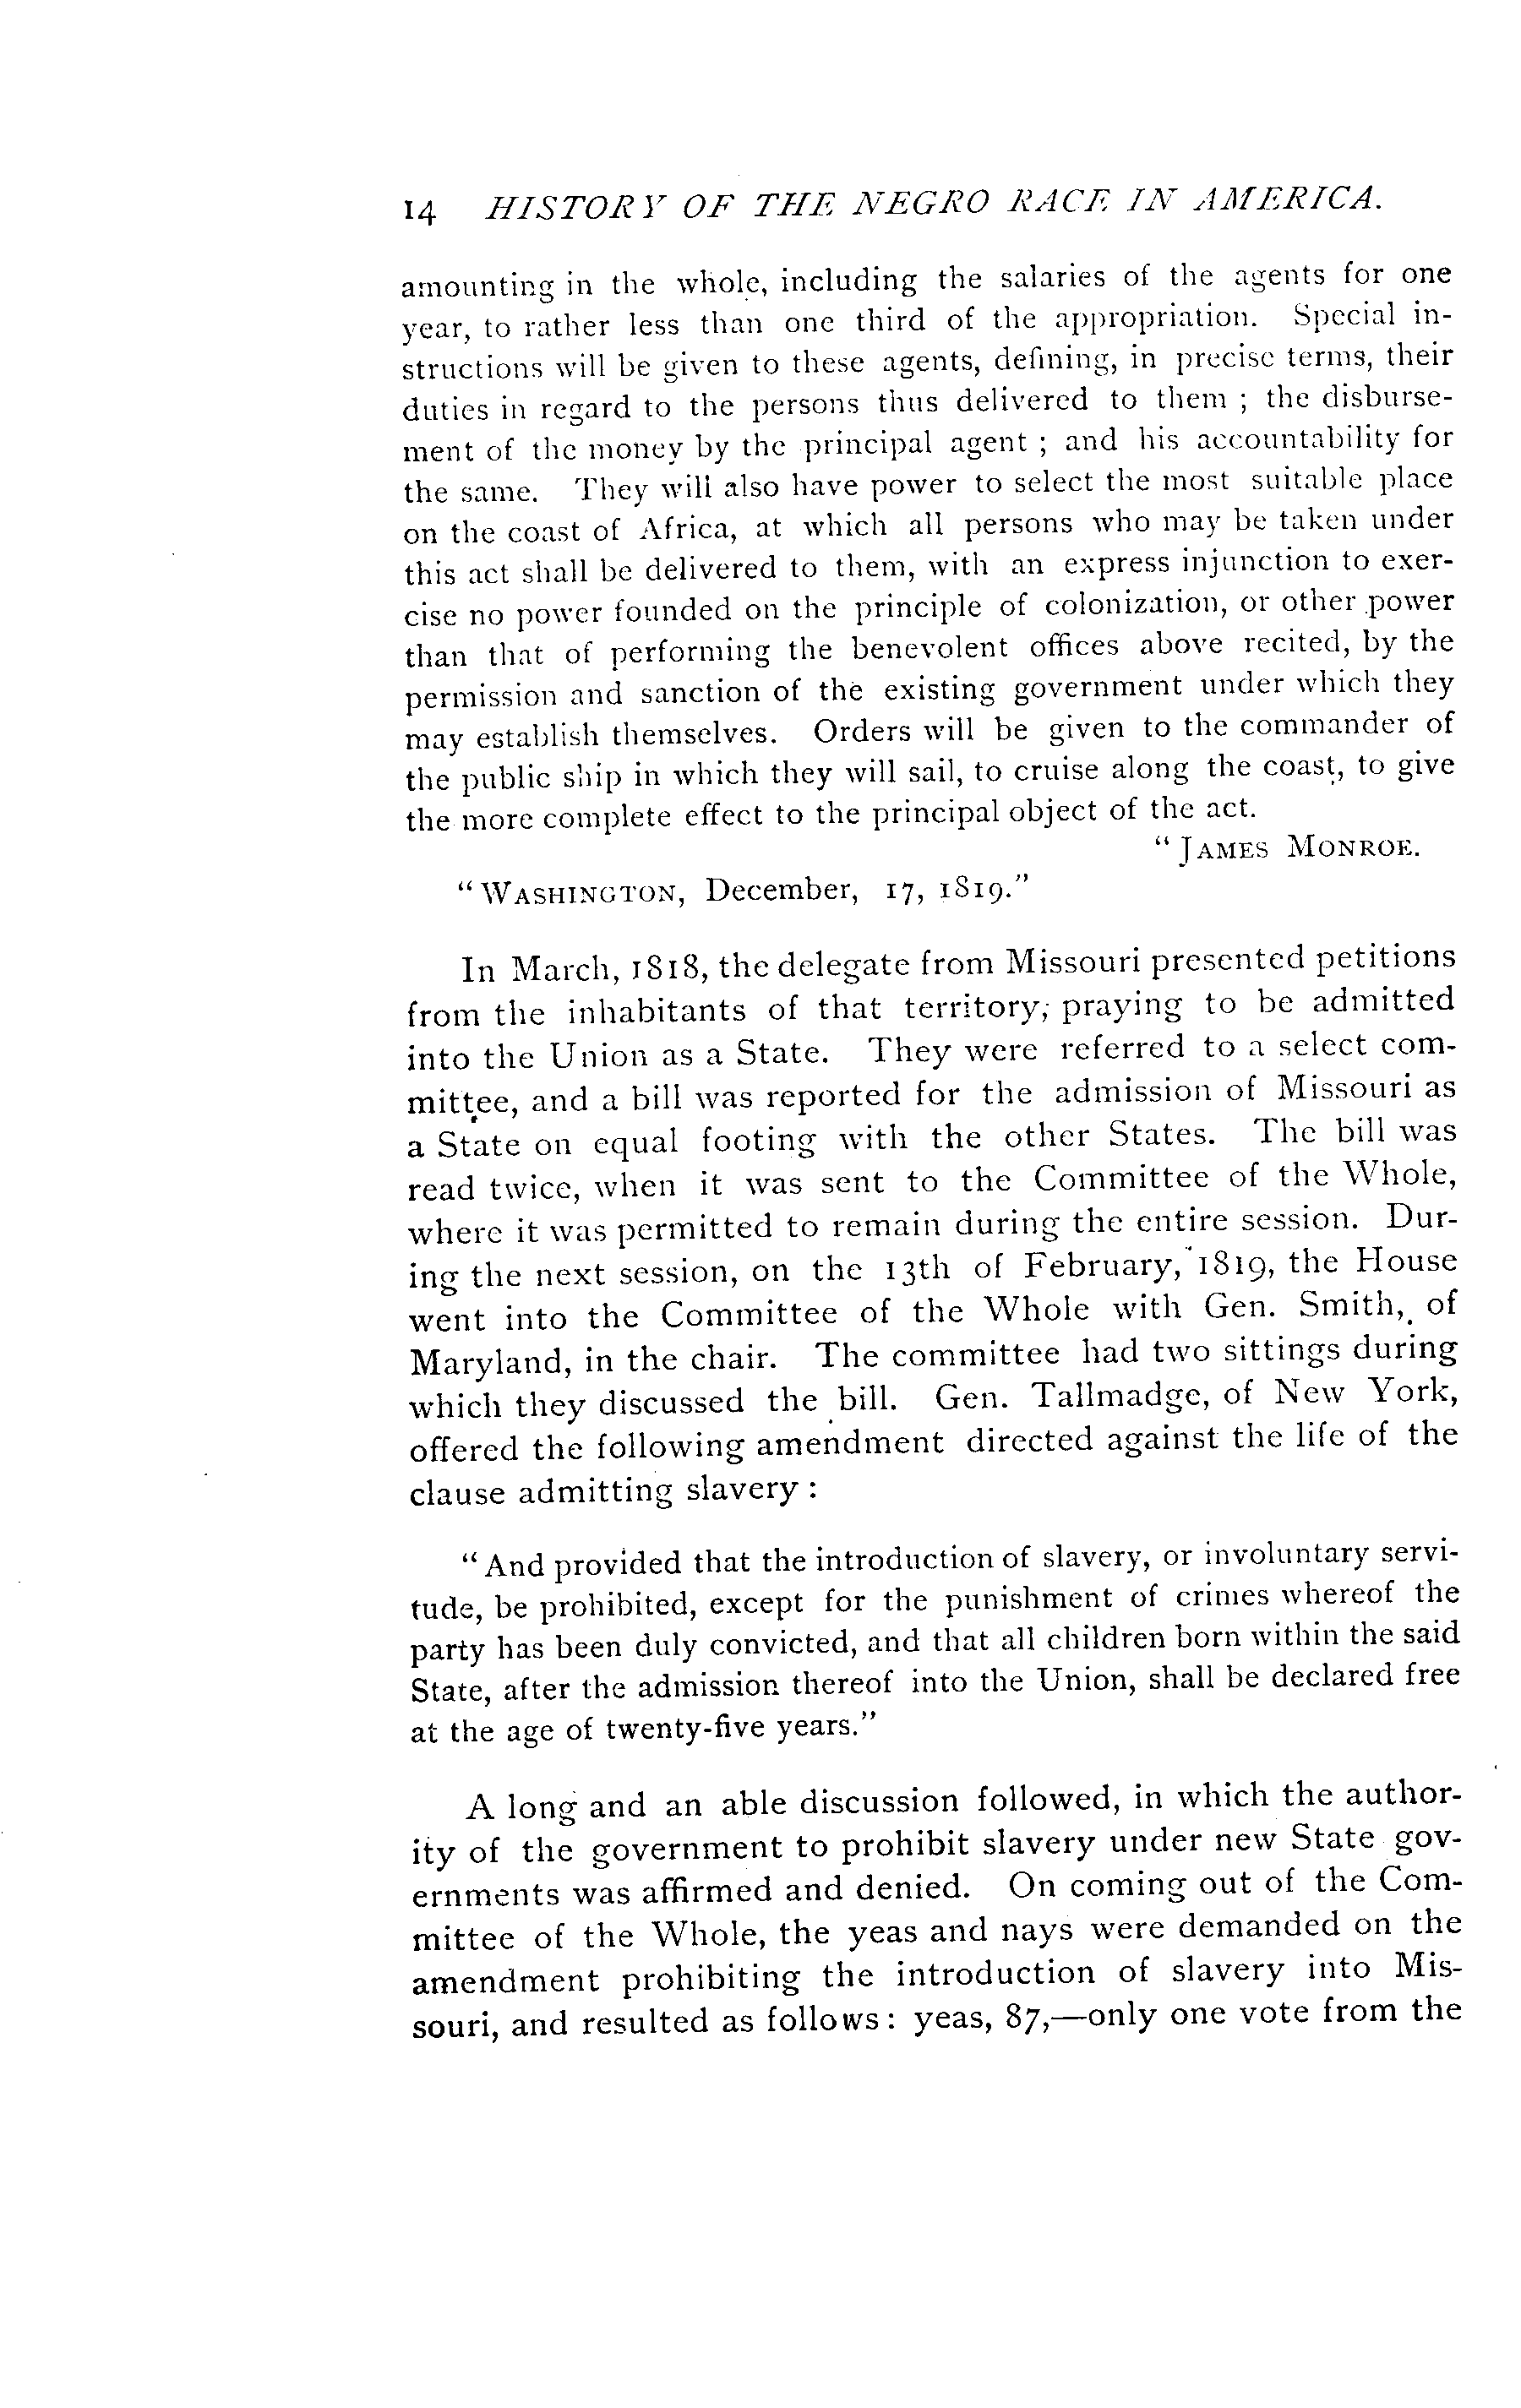 14 HISTORY OF THE NEGRO RACE IN AMERICA.
amounting in the whole, including the salaries of the agents for one
year, to rather less than one third of the appropriation. Special in-
structions will be given to these agents, defining, in precise terms, their
duties in regard to the persons thus delivered to them ; the disburse-
ment of the money by the principal agent ; and his accountability for
the same. They will also have power to select the most suitable place
on the coast of Africa, at which all persons who may be taken under
this act shall be delivered to them, with an express injunction to exer-
cise no power founded on the principle of colonization, or other power
than that of performing the benevolent offices above recited, by the
permission and sanction of the existing government under which they
may establish themselves. Orders will be given to the commander of
the public ship in which they will sail, to cruise along the coast, to give
the more complete effect to the principal object of the act.
“ JAMES MONROE.
“ WASHINGTON, December, 17, 1819.”
In March, 1818, the delegate from Missouri presented petitions
from the inhabitants of that territory, praying to be admitted
into the Union as a State. They were referred to a select com-
mittee, and a bill was reported for the admission of Missouri as
a State on equal footing with the other States. The bill was
read twice, when it was sent to the Committee of the Whole,
where it was permitted to remain during the entire session. Dur-
ing the next session, on the 13th of February, 1819, the House
went into the Committee of the Whole with Gen. Smith, of
Maryland, in the chair. The committee had two sittings during
which they discussed the bill. Gen. Tallmadge, of New York,
offered the following amendment directed against the life of the
clause admitting slavery :
“ And provided that the introduction of slavery, or involuntary servi-
tude, be prohibited, except for the punishment of crimes whereof the
party has been duly convicted, and that all children born within the said
State, after the admission thereof into the Union, shall be declared free
at the age of twenty-five years.”
A long and an able discussion followed, in which the author-
ity of the government to prohibit slavery under new State gov-
ernments was affirmed and denied. On coming out of the Com-
mittee of the Whole, the yeas and nays were demanded on the
amendment prohibiting the introduction of slavery into Mis-
souri, and resulted as follows : yeas, 87,—only one vote from the